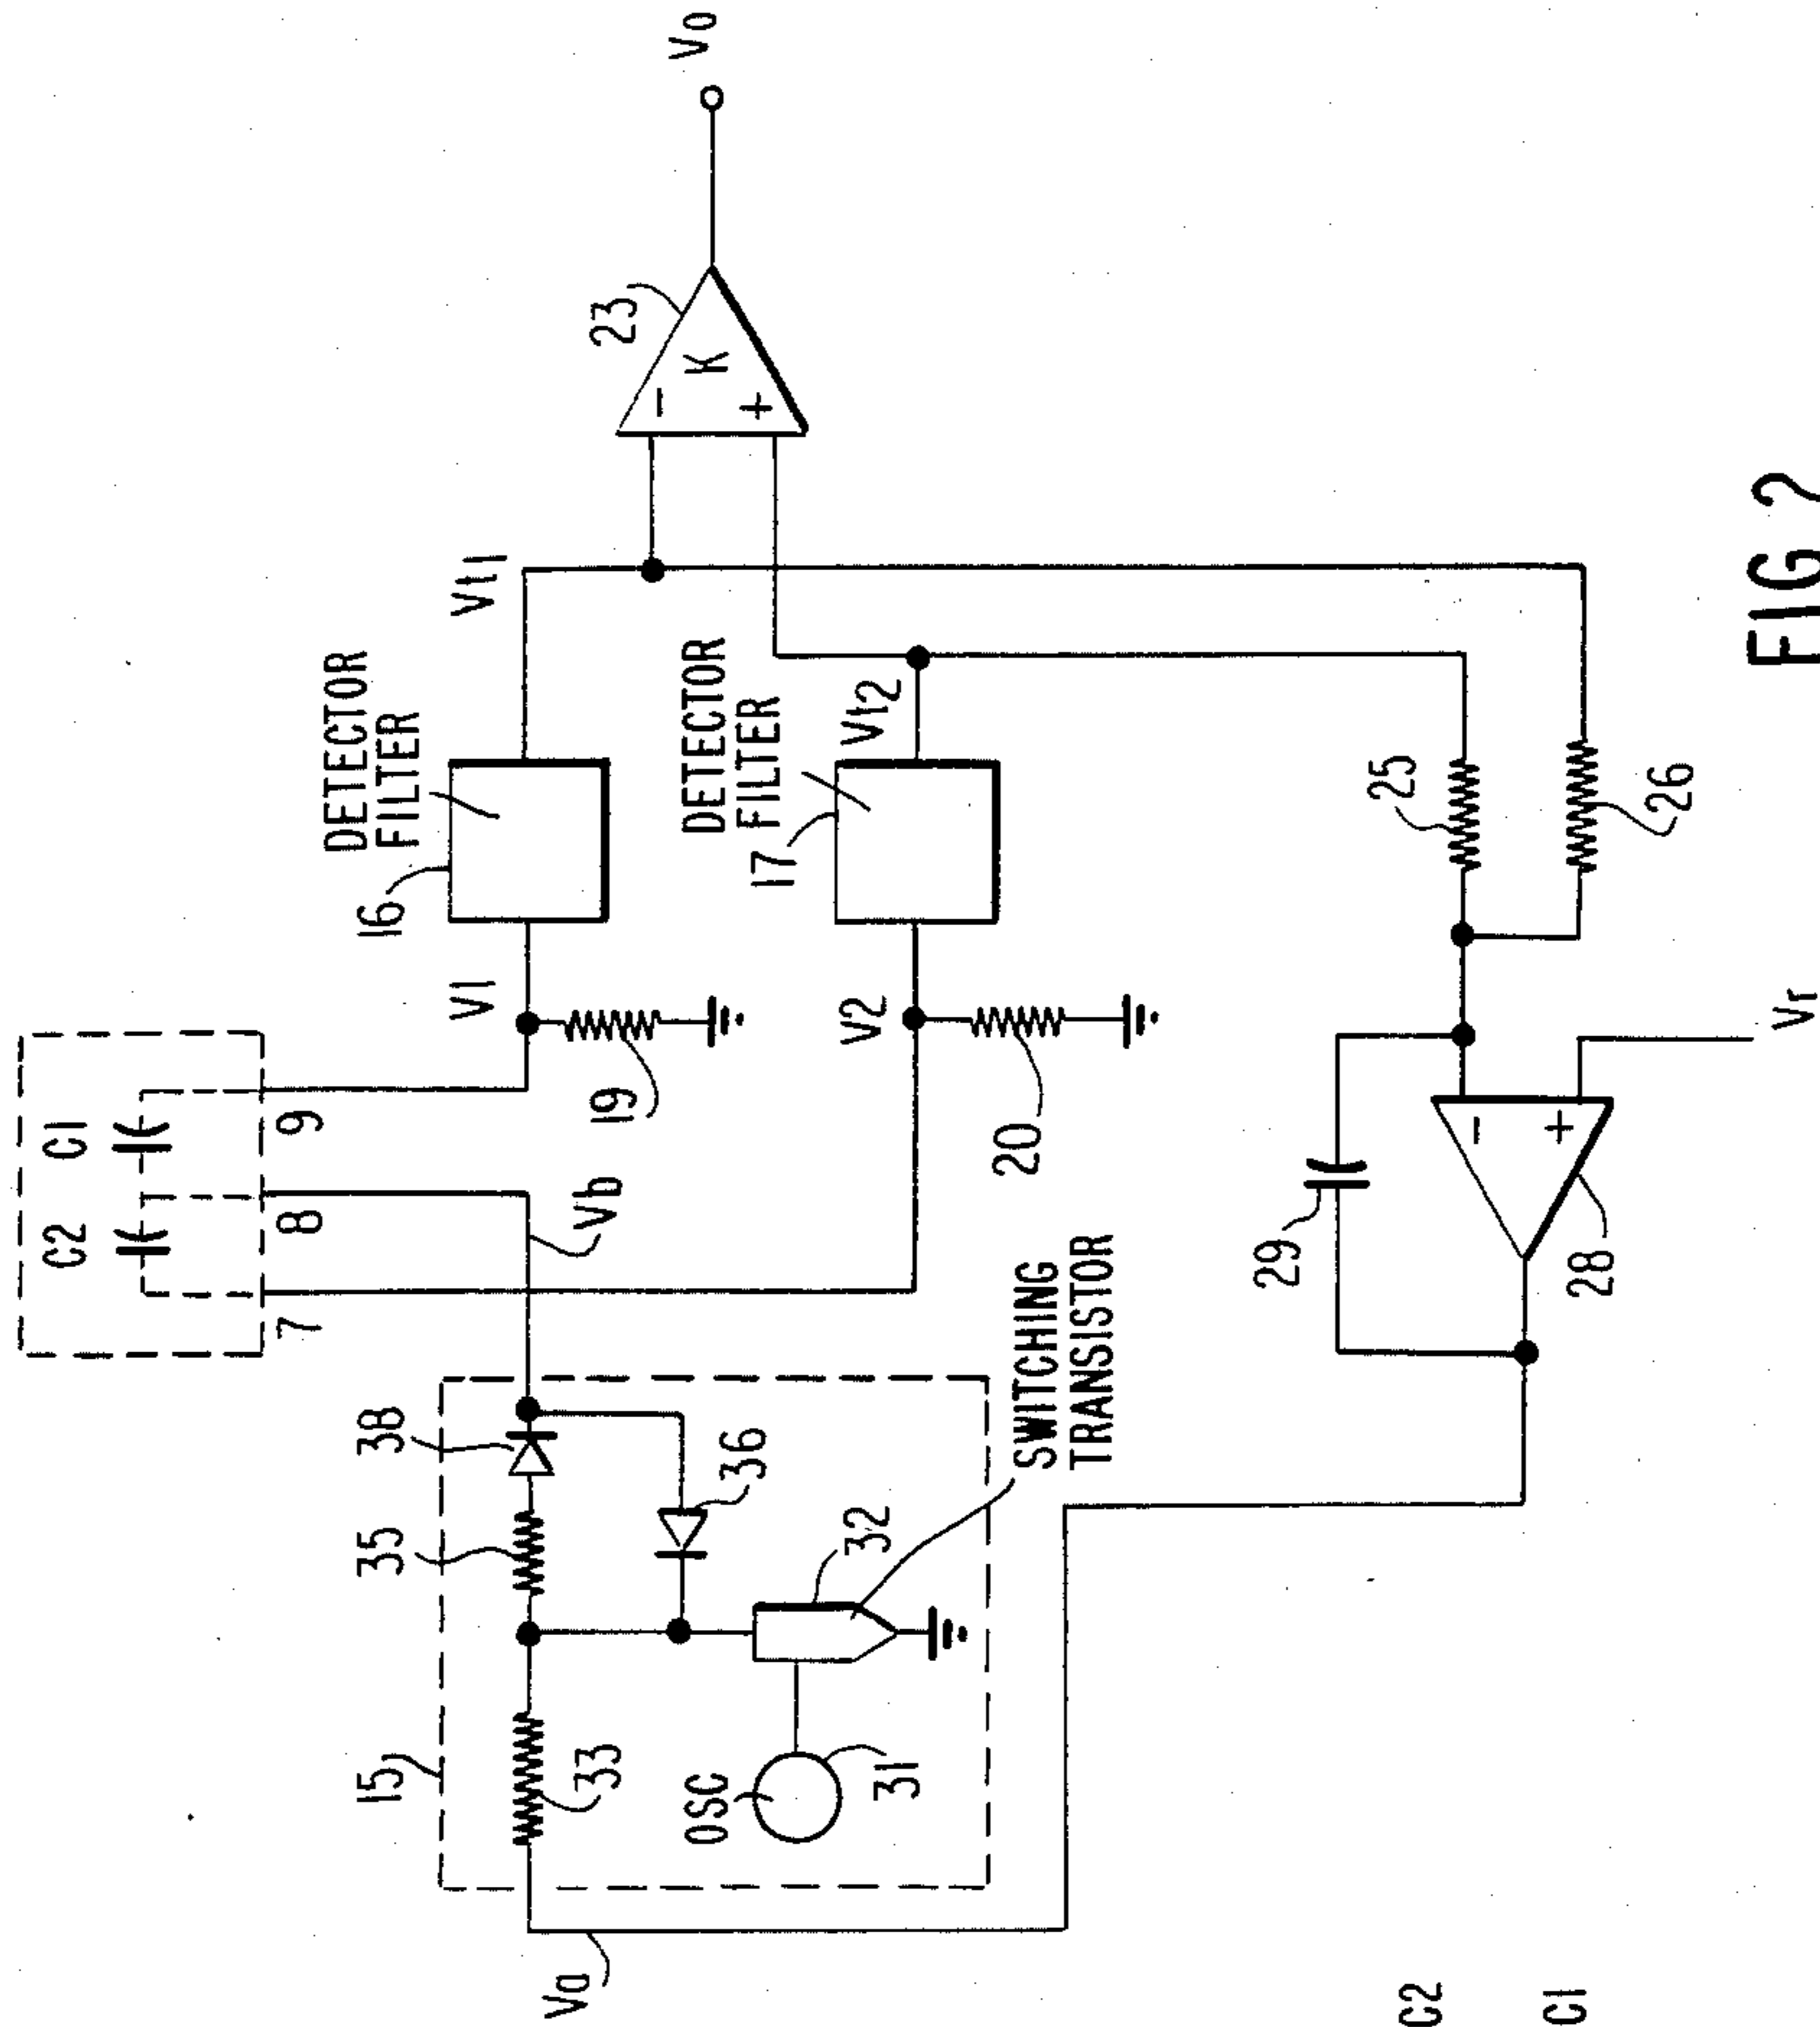 C2
C1
7
8
9
15
38
35
36
33
32
OSC
31
SWITCHING
TRANSISTOR
Va
Vb
V1
V2
19
20
16
DETECTOR
FILTER
17
DETECTOR
FILTER
Vt1
Vt2
23
K
−
+
Vo
25
26
29
28
−
+
Vr
C2
C1
FIG 2